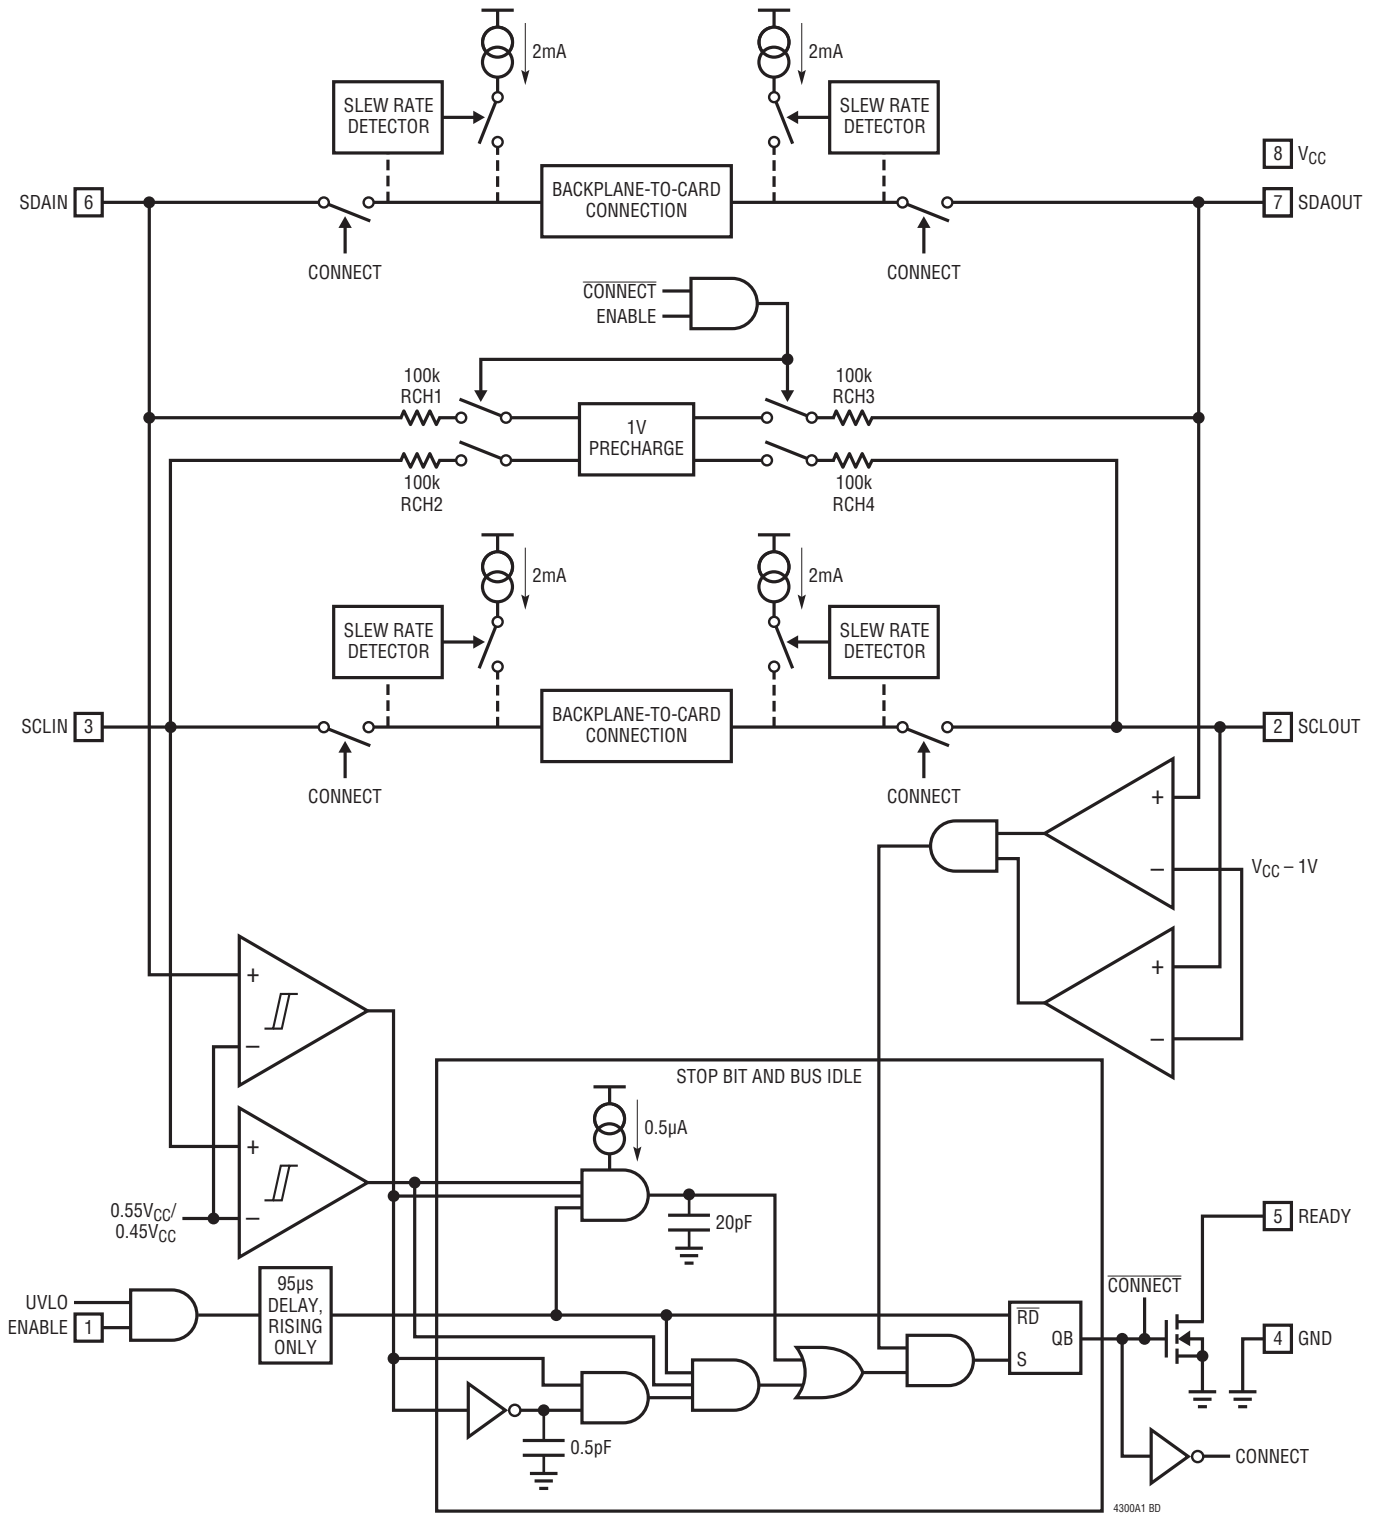 2mA
2mA
SLEW RATE
DETECTOR
SLEW RATE
DETECTOR
8 VCC
SDAIN 6
BACKPLANE-TO-CARD
CONNECTION
7 SDAOUT
CONNECT
CONNECT
CONNECT
ENABLE
100k
RCH1
100k
RCH3
1V
PRECHARGE
100k
RCH2
100k
RCH4
2mA
2mA
SLEW RATE
DETECTOR
SLEW RATE
DETECTOR
SCLIN 3
BACKPLANE-TO-CARD
CONNECTION
2 SCLOUT
CONNECT
CONNECT
+
–
VCC – 1V
+
–
+
–
STOP BIT AND BUS IDLE
0.5µA
+
–
0.55VCC/
0.45VCC
20pF
5 READY
UVLO
ENABLE 1
95µs
DELAY,
RISING
ONLY
CONNECT
RD
QB
S
4 GND
0.5pF
CONNECT
4300A1 BD